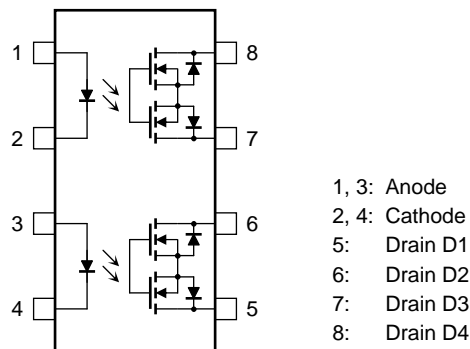 1
8
2
7
3
6
4
5
1, 3: Anode
2, 4: Cathode
5: Drain D1
6: Drain D2
7: Drain D3
8: Drain D4